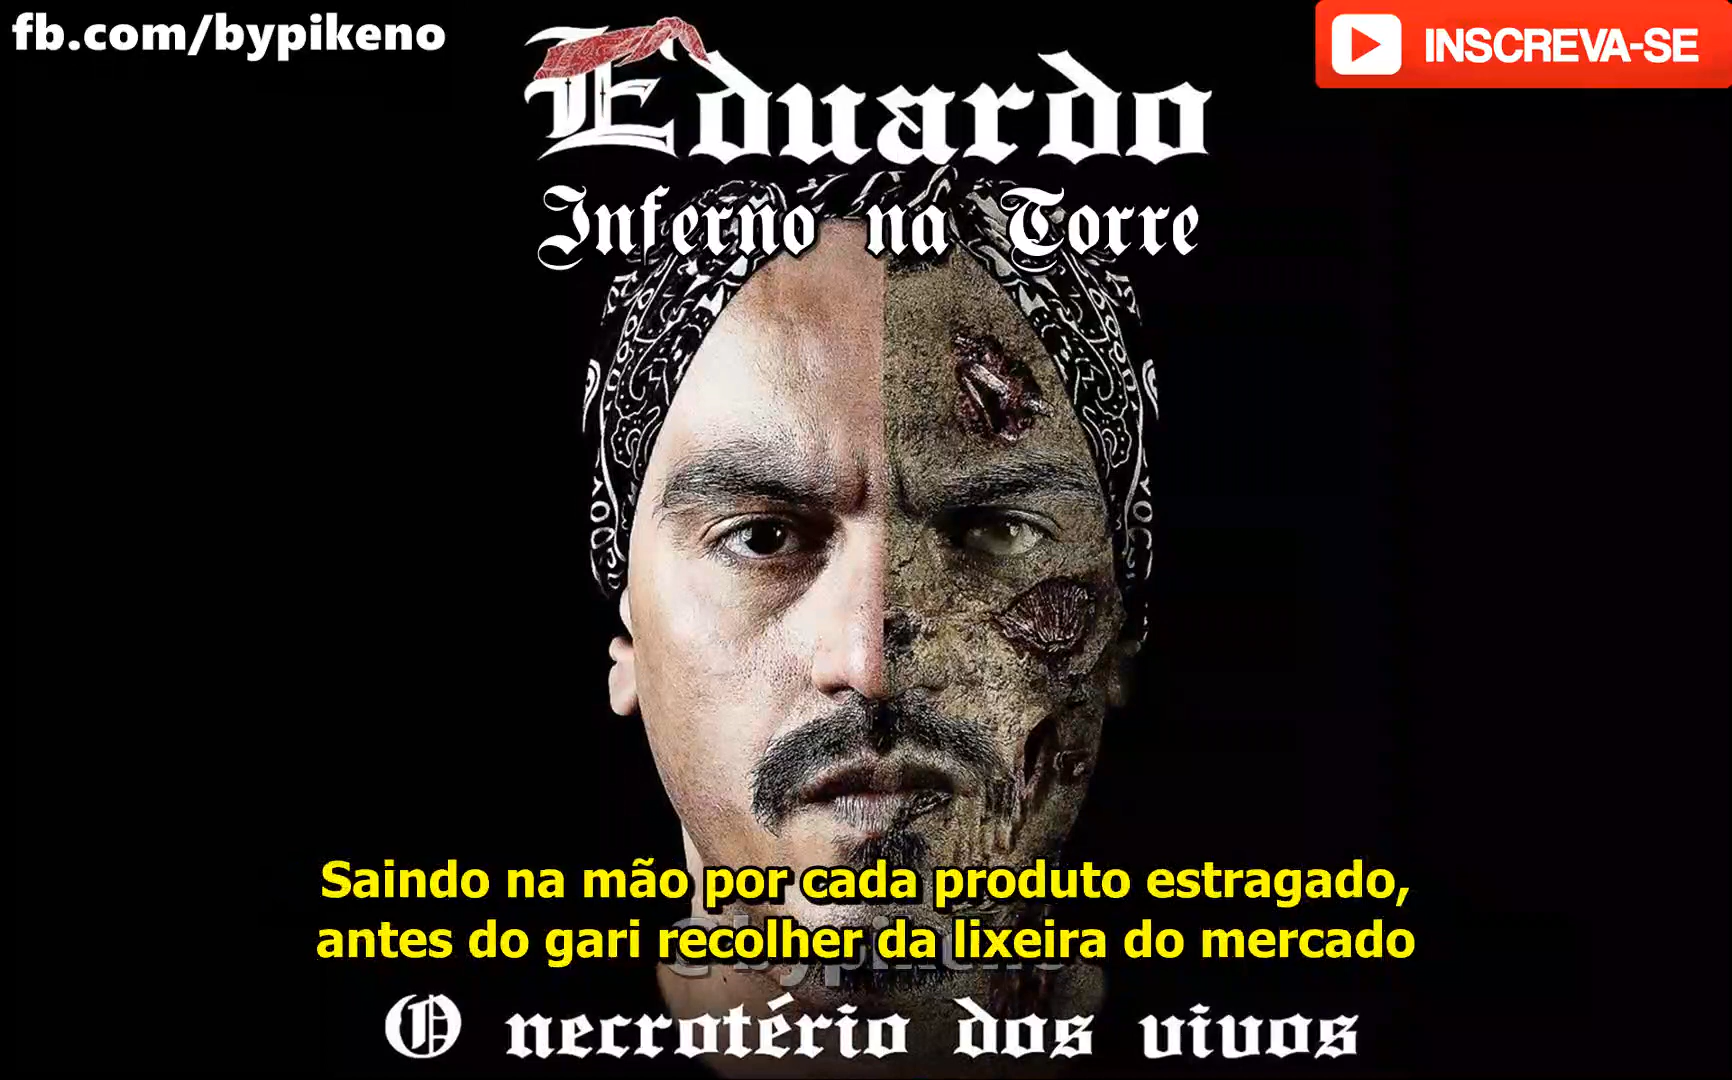 fb.com/bypikeno
INSCREVA-SE
Eduardo
Inferno na Torre
Saindo na mão por cada produto estragado,
antes do gari recolher da lixeira do mercado
@bypikeno
O necrotério dos vivos